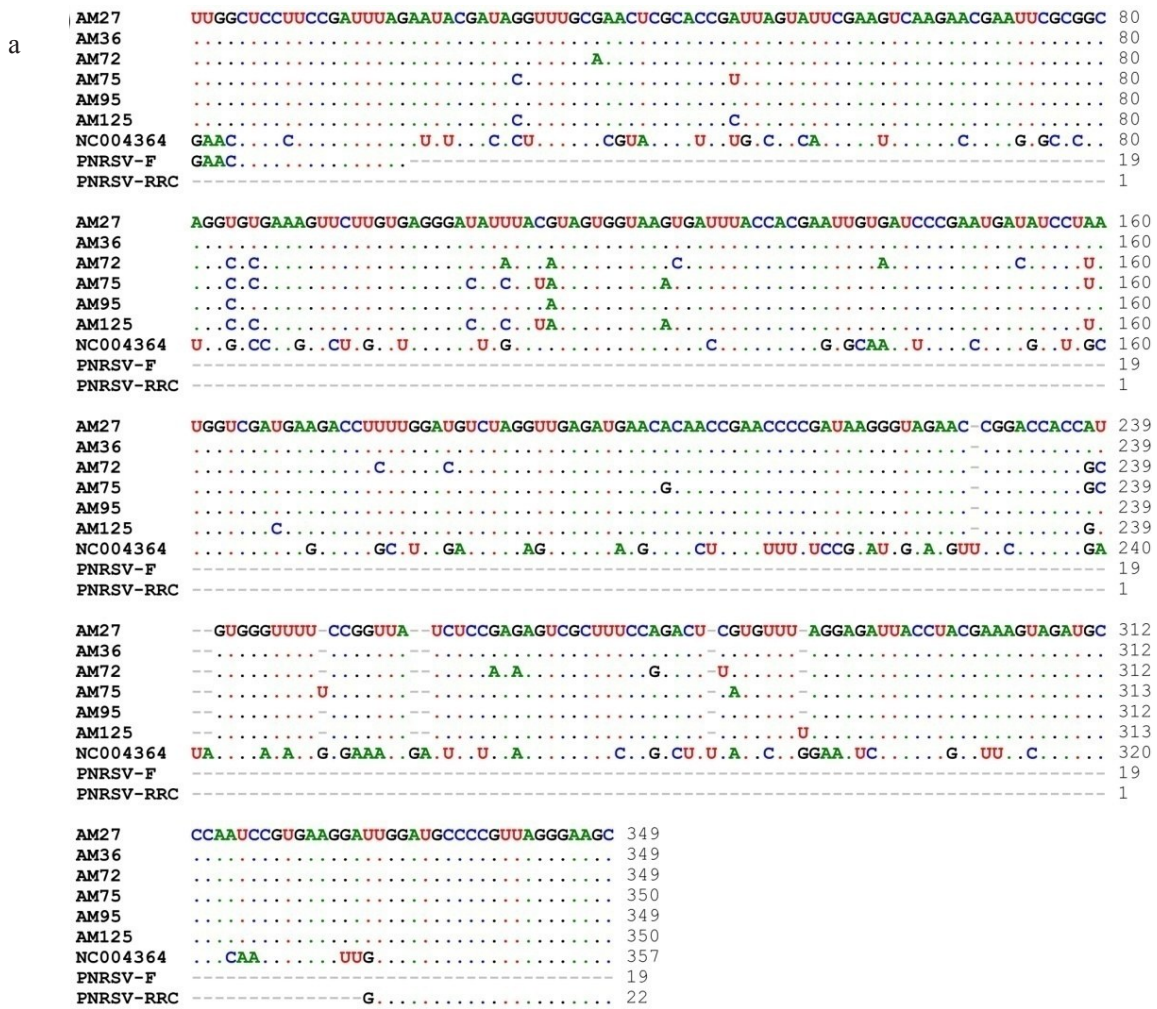 a
AM27 UUGGCUCCUUCCGAUUUAGAAUACGAUAGGUUUGCGAACUCGCACCGAUUAGUAUUCGAAGUCAAGAACGAAUUCGCGGC 80
AM36 ................................................................................ 80
AM72 ...................................A............................................ 80
AM75 ............................C..................U................................ 80
AM95 ................................................................................ 80
AM125 ............................C..................C................................ 80
NC004364 GAAC....C...........U.U...C.CU......CGUA....U..UG.C..CA.....U......C....G.GC.C.. 80
PNRSV-F GAAC...............------------------------------------------------------------- 19
PNRSV-RRC -------------------------------------------------------------------------------- 1
AM27 AGGUGUGAAAGUUCUUGUGAGGGAUAUUUACGUAGUGGUAAGUGAUUUACCACGAAUUGUGAUCCCGAAUGAUAUCCUAA 160
AM36 ................................................................................ 160
AM72 ...C.C.....................A...A..........C.................A...........C.....U. 160
AM75 ...C.C..................C..C..UA.........A....................................U. 160
AM95 ...C...........................A................................................ 160
AM125 ...C.C..................C..C..UA.........A....................................U. 160
NC004364 U..G.CC..G..CU.G..U......U.G.................C.........G.GCAA..U....C....G..U.GC 160
PNRSV-F -------------------------------------------------------------------------------- 19
PNRSV-RRC -------------------------------------------------------------------------------- 1
AM27 UGGUCGAUGAAGACCUUUUGGAUGUCUAGGUUGAGAUGAACACAACCGAACCCCGAUAAGGGUAGAAC-CGGACCACCAU 239
AM36 ....................................................................-........... 239
AM72 ................C.....C.............................................-.........GC 239
AM75 .........................................G..........................-.........GC 239
AM95 ....................................................................-........... 239
AM125 .......C............................................................-.........G. 239
NC004364 ..........G.....GC.U..GA.....AG......A.G....CU....UUU.UCCG.AU.G.A.GUU..C......GA 240
PNRSV-F -------------------------------------------------------------------------------- 19
PNRSV-RRC -------------------------------------------------------------------------------- 1
AM27 --GUGGGUUUU-CCGGUUA--UCUCCGAGAGUCGCUUUCCAGACU-CGUGUUU-AGGAGAUUACCUACGAAAGUAGAUGC 312
AM36 --.........-.......--........................-.......-.......................... 312
AM72 --.........-.......--.....A.A...........G....-U......-.......................... 312
AM75 --.........U.......--........................-.A.....-.......................... 313
AM95 --.........-.......--........................-.......-.......................... 312
AM125 --.........-.......--........................-.......U.......................... 313
NC004364 UA....A.A..G.GAAA..GA.U..U..A........C..G.CU.U.A..C..GGAA.UC......G..UU..C...... 320
PNRSV-F -------------------------------------------------------------------------------- 19
PNRSV-RRC -------------------------------------------------------------------------------- 1
AM27 CCAAUCCGUGAAGGAUUGGAUGCCCCGUUAGGGAAGC 349
AM36 ..................................... 349
AM72 ..................................... 349
AM75 ..................................... 350
AM95 ..................................... 349
AM125 ..................................... 350
NC004364 ...CAA.......UUG..................... 357
PNRSV-F ------------------------------------- 19
PNRSV-RRC ---------------G..................... 22